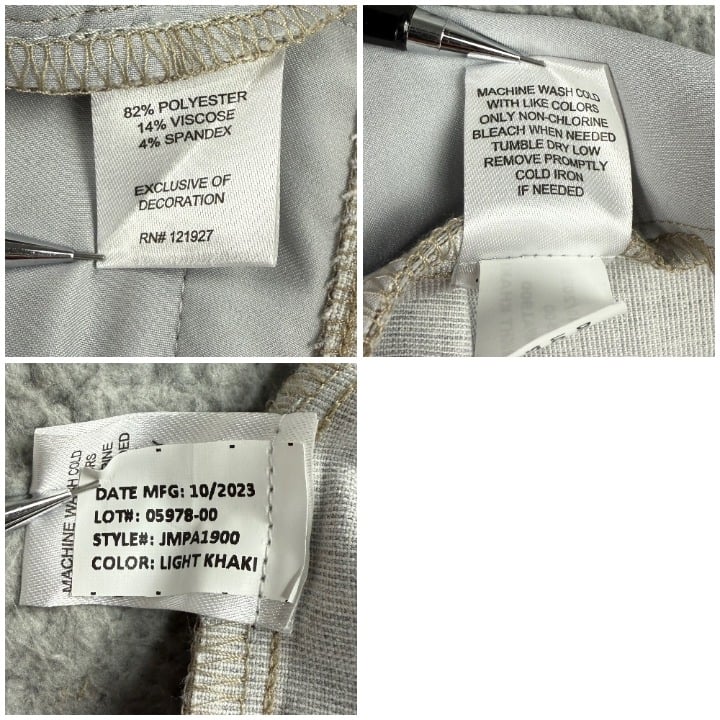 82% POLYESTER
14% VISCOSE
4% SPANDEX
EXCLUSIVE OF
DECORATION
RN# 121927
MACHINE WASH COLD
WITH LIKE COLORS
ONLY NON-CHLORINE
BLEACH WHEN NEEDED
TUMBLE DRY LOW
REMOVE PROMPTLY
COLD IRON
IF NEEDED
MACHINE WASH COLD
DATE MFG: 10/2023
LOT#: 05978-00
STYLE#: JMPA1900
COLOR: LIGHT KHAKI